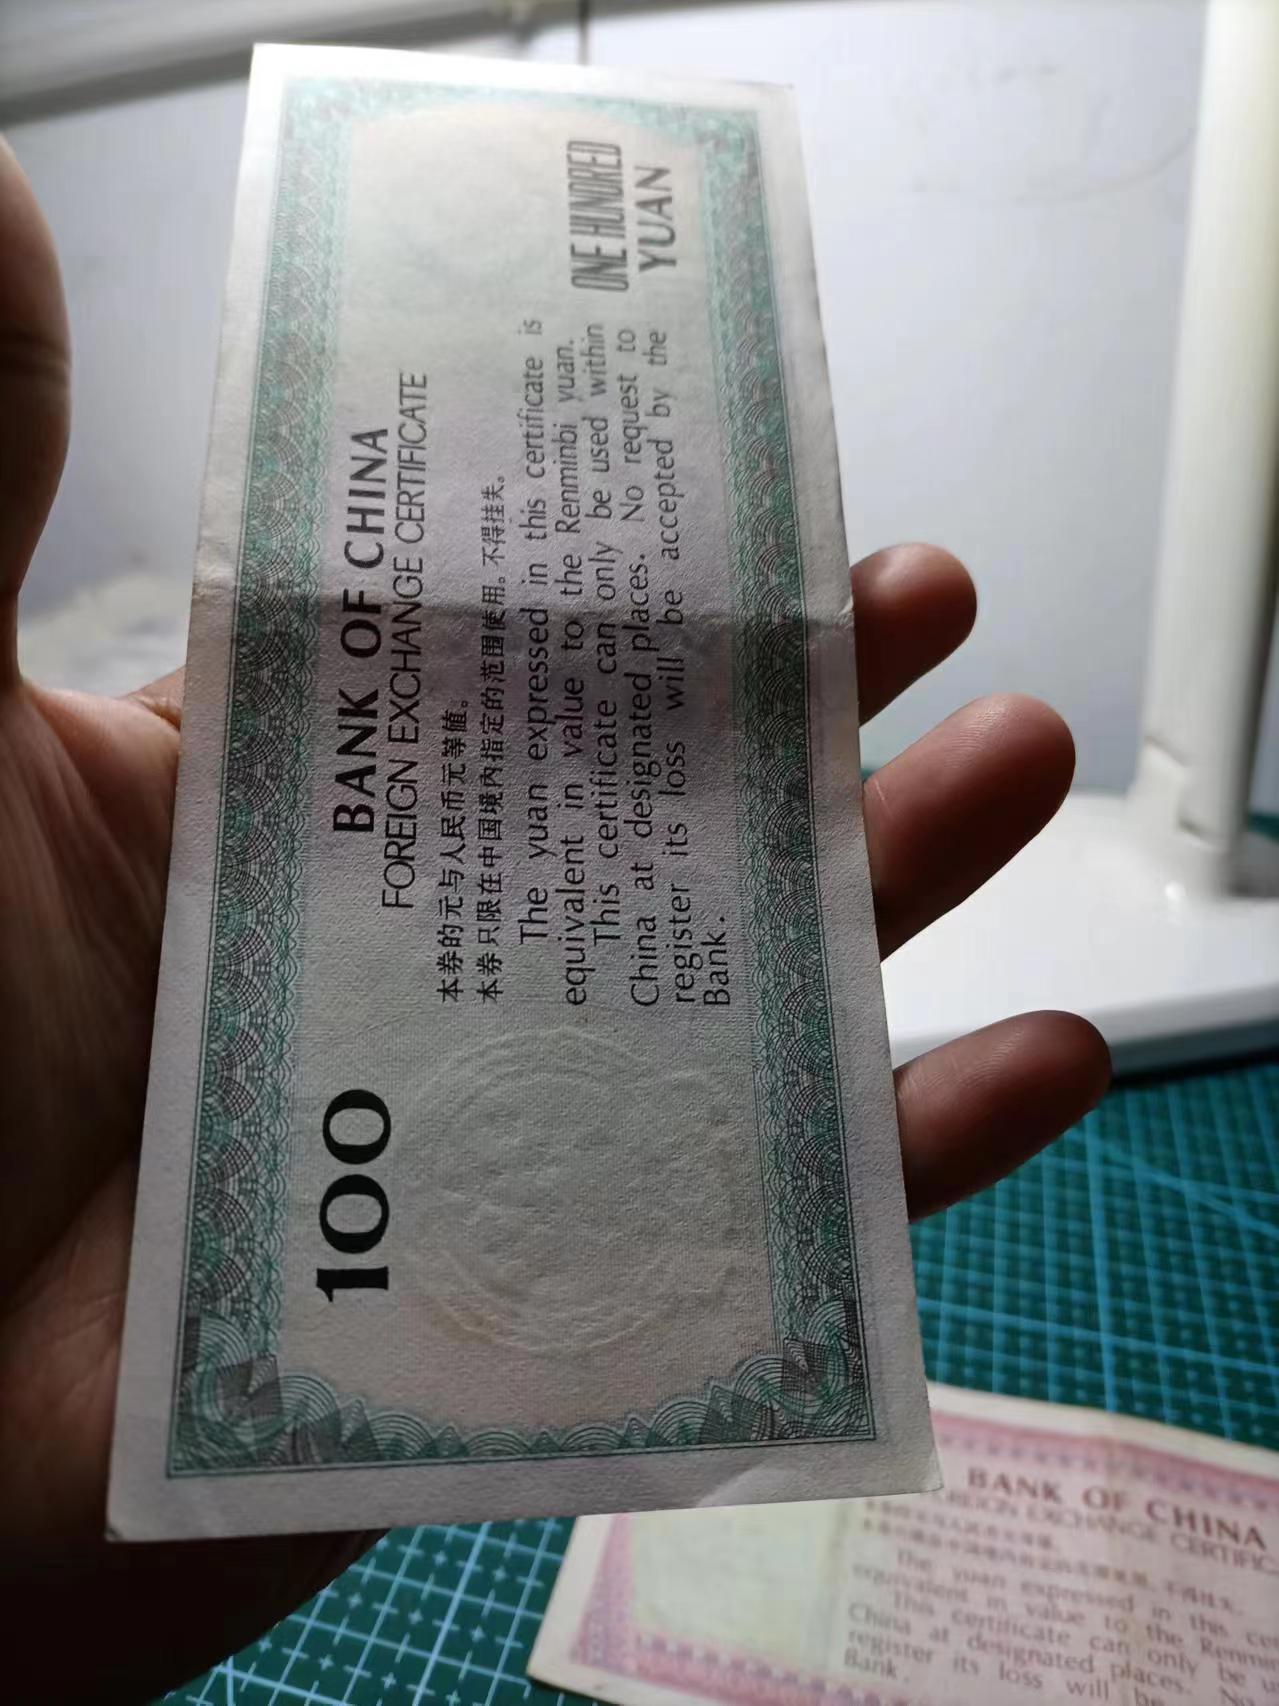 100
BANK OF CHINA
FOREIGN EXCHANGE CERTIFICATE
本券的元与人民币元等值。
本券只限在中国境内指定的范围使用。不得挂失。
The yuan expressed in this certificate is
equivalent in value to the Renminbi yuan.
This certificate can only be used within
China at designated places. No request to
register its loss will be accepted by the
Bank.
ONE HUNDRED
YUAN
BANK OF CHINA
FOREIGN EXCHANGE CERTIFIC
The yuan expressed in this
equivalent in value to the Renmin
This certificate can only be
China at designated places. No
register its loss will be
Bank.